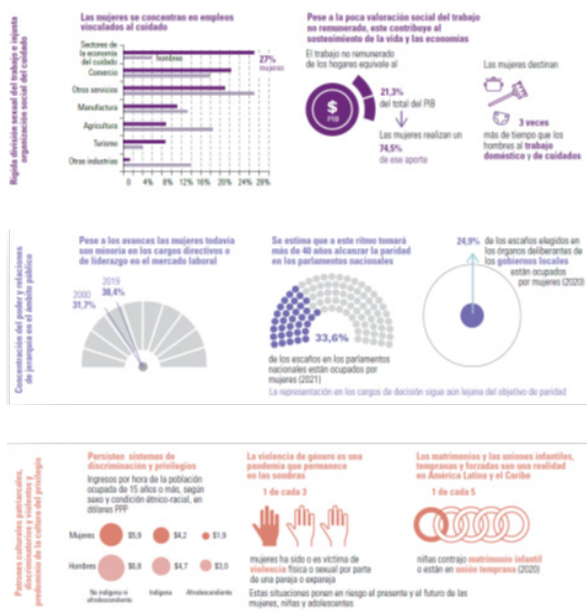 Rígida división sexual del trabajo e injusta
organización social del cuidado
Las mujeres se concentran en empleos
vinculados al cuidado
Sectores de
la economía
del cuidado
hombres
27%
mujeres
Comercio
Otros servicios
Manufactura
Agricultura
Turismo
Otras industrias
0 4% 8% 12% 16% 20% 24% 28%
Pese a la poca valoración social del trabajo
no remunerado, este contribuye al
sostenimiento de la vida y las economías
El trabajo no remunerado
de los hogares equivale al
$
PIB
21,3%
del total del PIB
Las mujeres realizan un
74,5%
de ese aporte
Las mujeres destinan
3 veces
más de tiempo que los
hombres al trabajo
doméstico y de cuidados
Concentración del poder y relaciones
de jerarquía en el ámbito público
Pese a los avances las mujeres todavía
son minoría en los cargos directivos o
de liderazgo en el mercado laboral
2019
38,4%
2000
31,7%
Se estima que a este ritmo tomará
más de 40 años alcanzar la paridad
en los parlamentos nacionales
33,6%
de los escaños en los parlamentos
nacionales están ocupados por
mujeres (2021)
24,9% de los escaños elegidos en
los órganos deliberantes de
los gobiernos locales
están ocupados
por mujeres (2020)
La representación en los cargos de decisión sigue aún lejana del objetivo de paridad
Patrones culturales patriarcales,
discriminatorios y violentos y
predominio de la cultura del privilegio
Persisten sistemas de
discriminación y privilegios
Ingresos por hora de la población
ocupada de 15 años o más, según
sexo y condición étnico-racial, en
dólares PPP
Mujeres $5,9 $4,2 $1,9
Hombres $6,8 $4,7 $3,0
No indígena ni
afrodescendiente
Indígena
Afrodescendiente
La violencia de género es una
pandemia que permanece
en las sombras
1 de cada 3
mujeres ha sido o es víctima de
violencia física o sexual por parte
de una pareja o expareja
Los matrimonios y las uniones infantiles,
tempranas y forzadas son una realidad
en América Latina y el Caribe
1 de cada 5
niñas contrajo matrimonio infantil
o están en unión temprana (2020)
Estas situaciones ponen en riesgo el presente y el futuro de las
mujeres, niñas y adolescentes